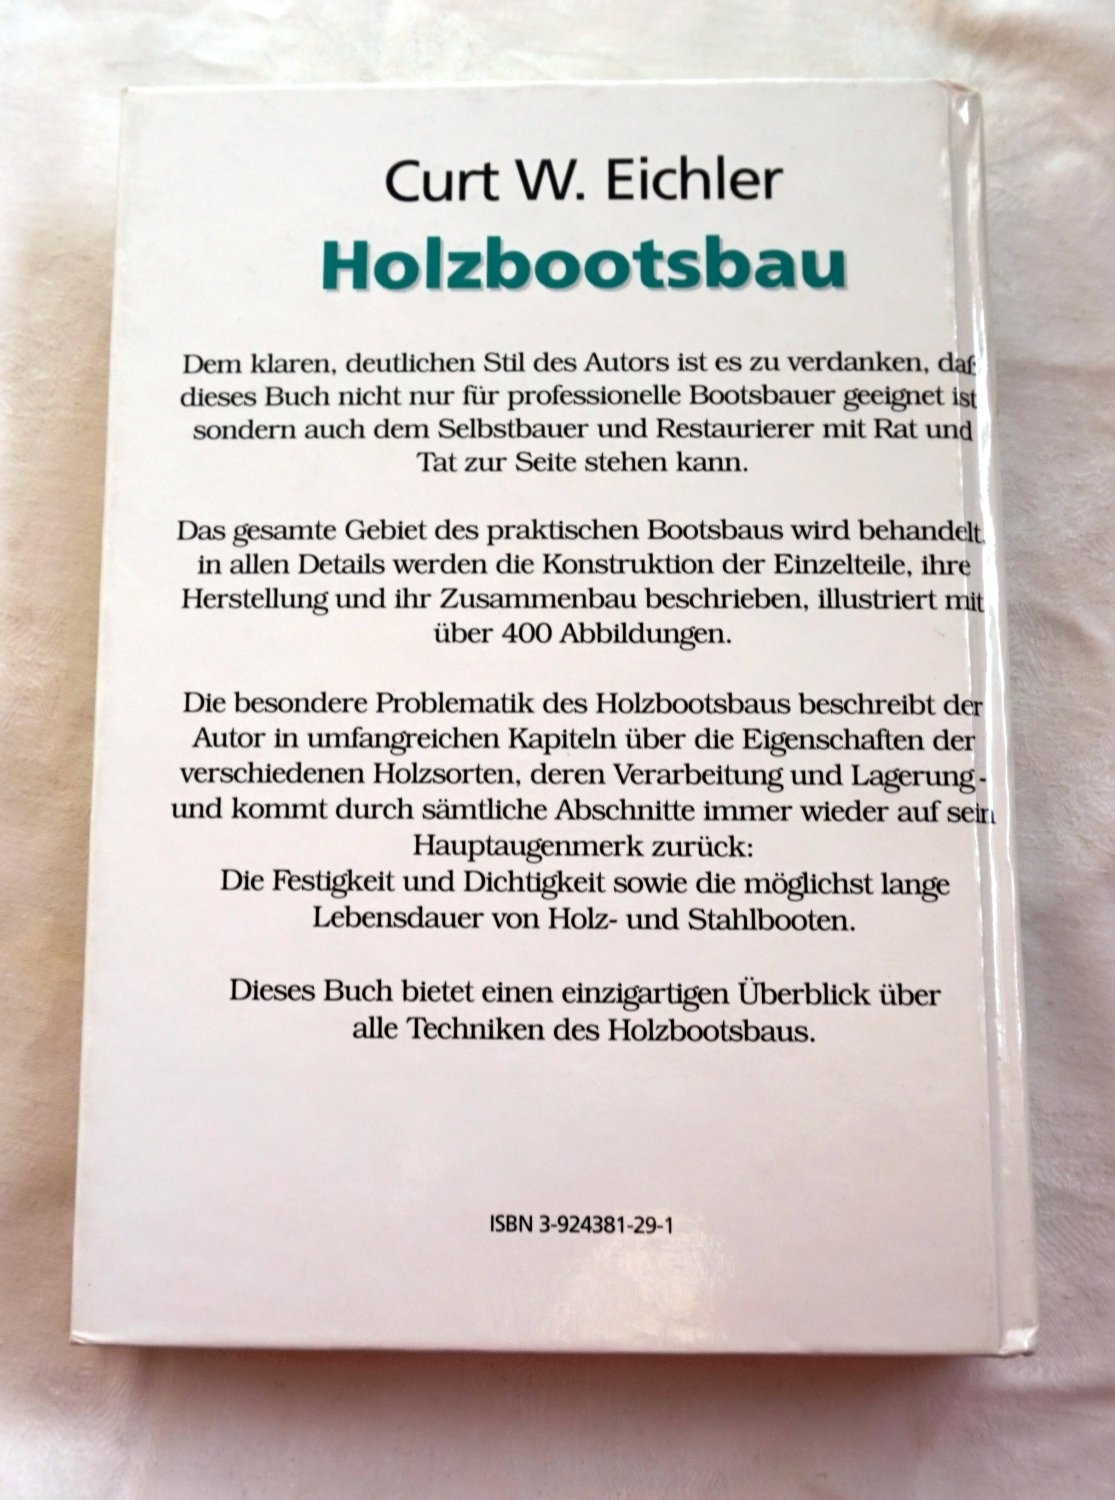 Curt W. Eichler
Holzbootsbau
Dem klaren, deutlichen Stil des Autors ist es zu verdanken, daß
dieses Buch nicht nur für professionelle Bootsbauer geeignet ist
sondern auch dem Selbstbauer und Restaurierer mit Rat und
Tat zur Seite stehen kann.
Das gesamte Gebiet des praktischen Bootsbaus wird behandelt.
in allen Details werden die Konstruktion der Einzelteile, ihre
Herstellung und ihr Zusammenbau beschrieben, illustriert mit
über 400 Abbildungen.
Die besondere Problematik des Holzbootsbaus beschreibt der
Autor in umfangreichen Kapiteln über die Eigenschaften der
verschiedenen Holzsorten, deren Verarbeitung und Lagerung -
und kommt durch sämtliche Abschnitte immer wieder auf sein
Hauptaugenmerk zurück:
Die Festigkeit und Dichtigkeit sowie die möglichst lange
Lebensdauer von Holz- und Stahlbooten.
Dieses Buch bietet einen einzigartigen Überblick über
alle Techniken des Holzbootsbaus.
ISBN 3-924381-29-1